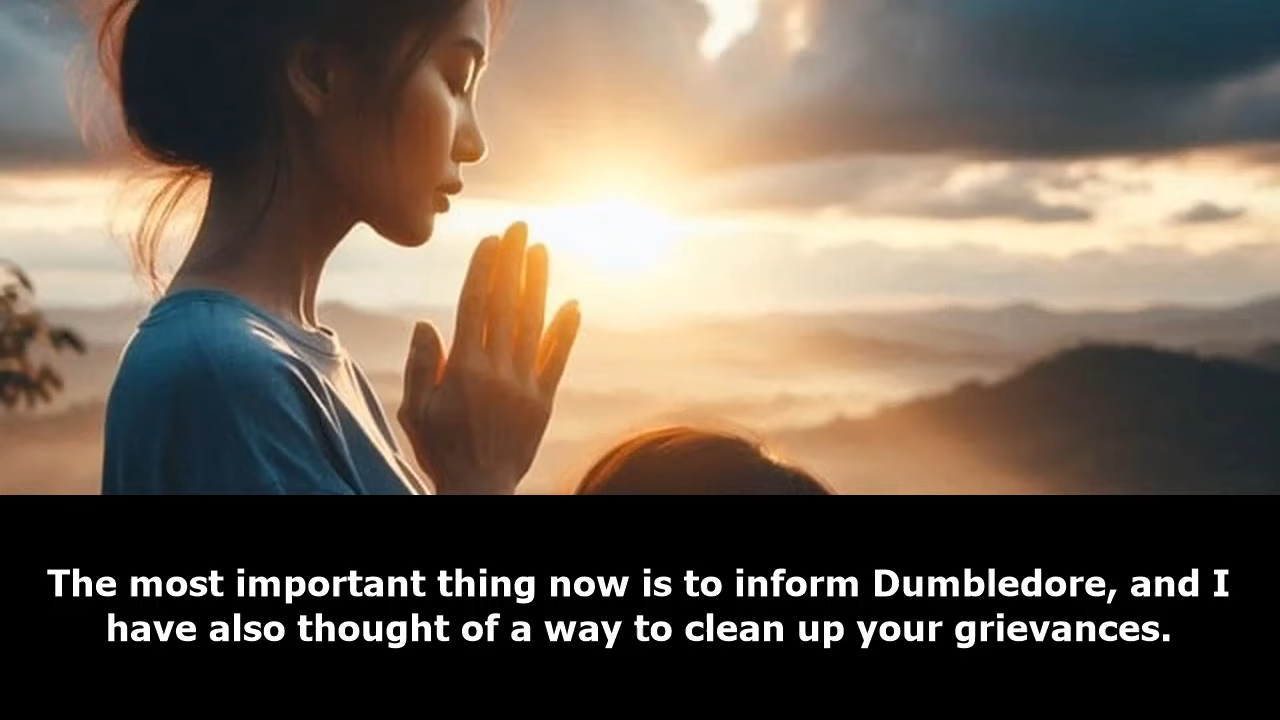 The most important thing now is to inform Dumbledore, and I
have also thought of a way to clean up your grievances.